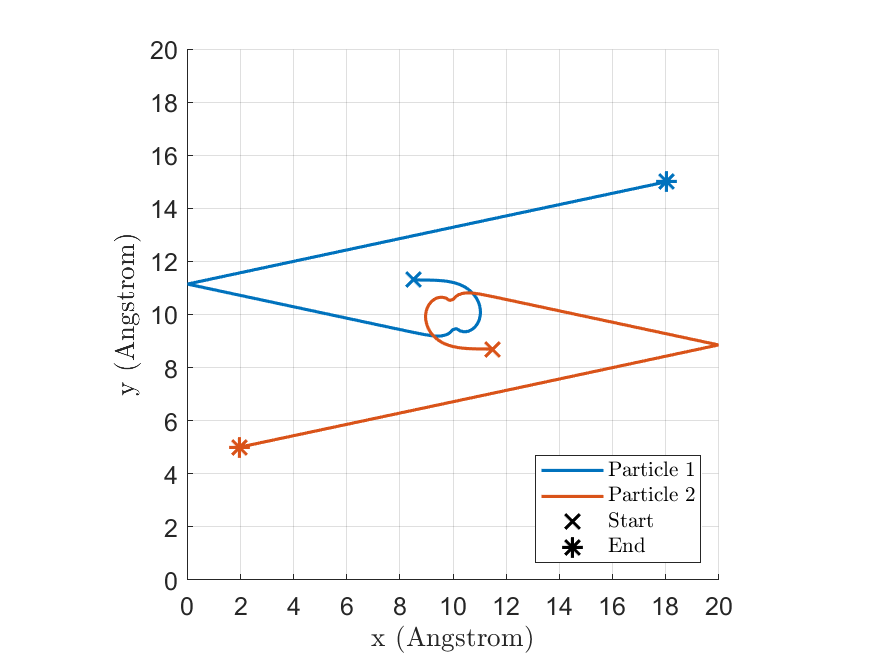 20
18
16
14
12
10
8
6
4
2
0
y (Angstrom)
Particle 1
Particle 2
Start
End
0 2 4 6 8 10 12 14 16 18 20
x (Angstrom)